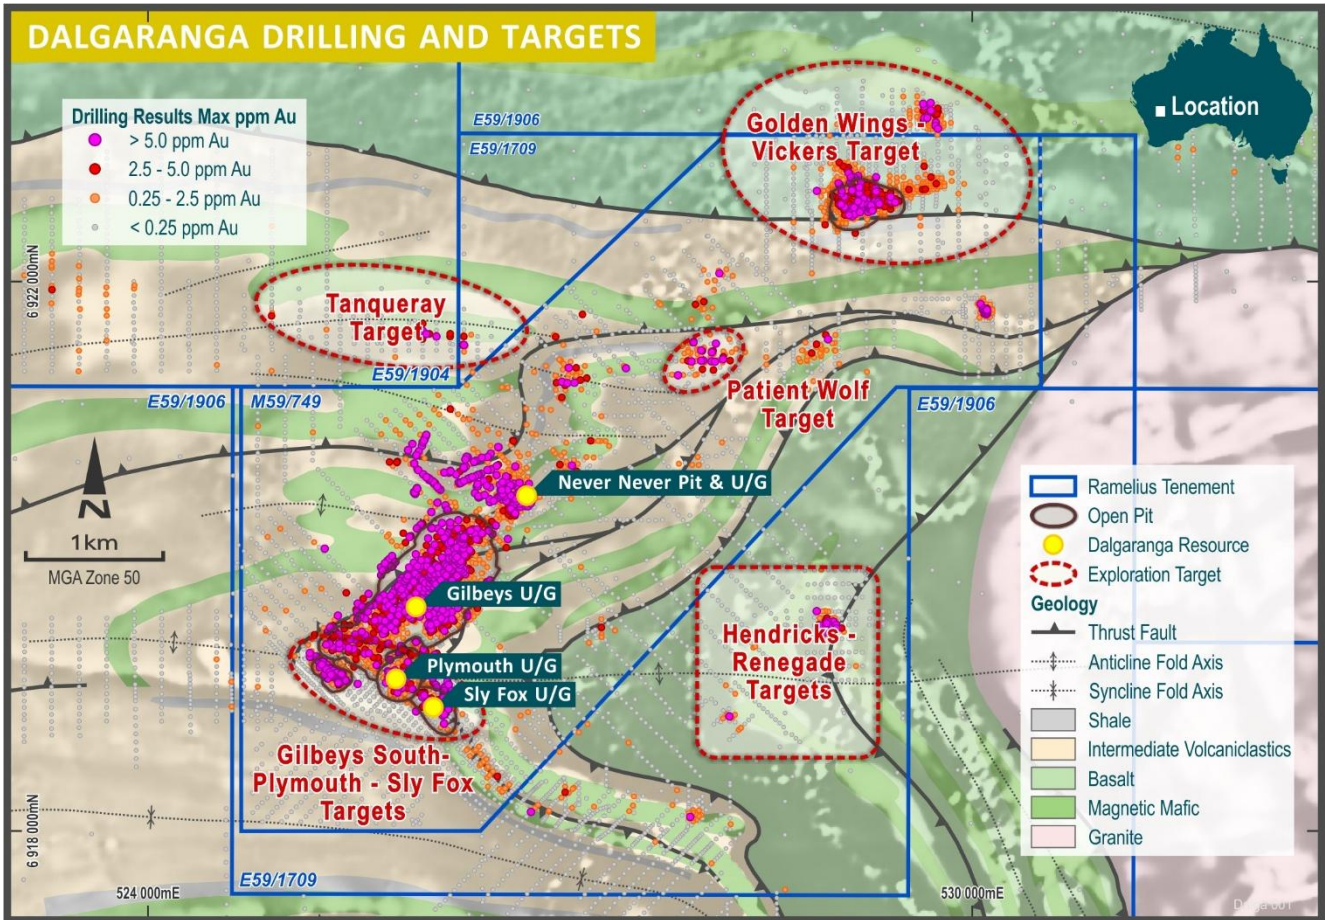 DALGARANGA DRILLING AND TARGETS
Drilling Results Max ppm Au
> 5.0 ppm Au
2.5 - 5.0 ppm Au
0.25 - 2.5 ppm Au
< 0.25 ppm Au
E59/1906
E59/1709
Golden Wings -
Vickers Target
Location
6 922 000mN
Tanqueray
Target
E59/1904
Patient Wolf
Target
E59/1906
M59/749
E59/1906
N
1km
MGA Zone 50
Never Never Pit & U/G
Gilbeys U/G
Plymouth U/G
Sly Fox U/G
Hendricks -
Renegade
Targets
Gilbeys South-
Plymouth - Sly Fox
Targets
Ramelius Tenement
Open Pit
Dalgaranga Resource
Exploration Target
Geology
Thrust Fault
Anticline Fold Axis
Syncline Fold Axis
Shale
Intermediate Volcaniclastics
Basalt
Magnetic Mafic
Granite
6 918 000mN
524 000mE
E59/1709
530 000mE